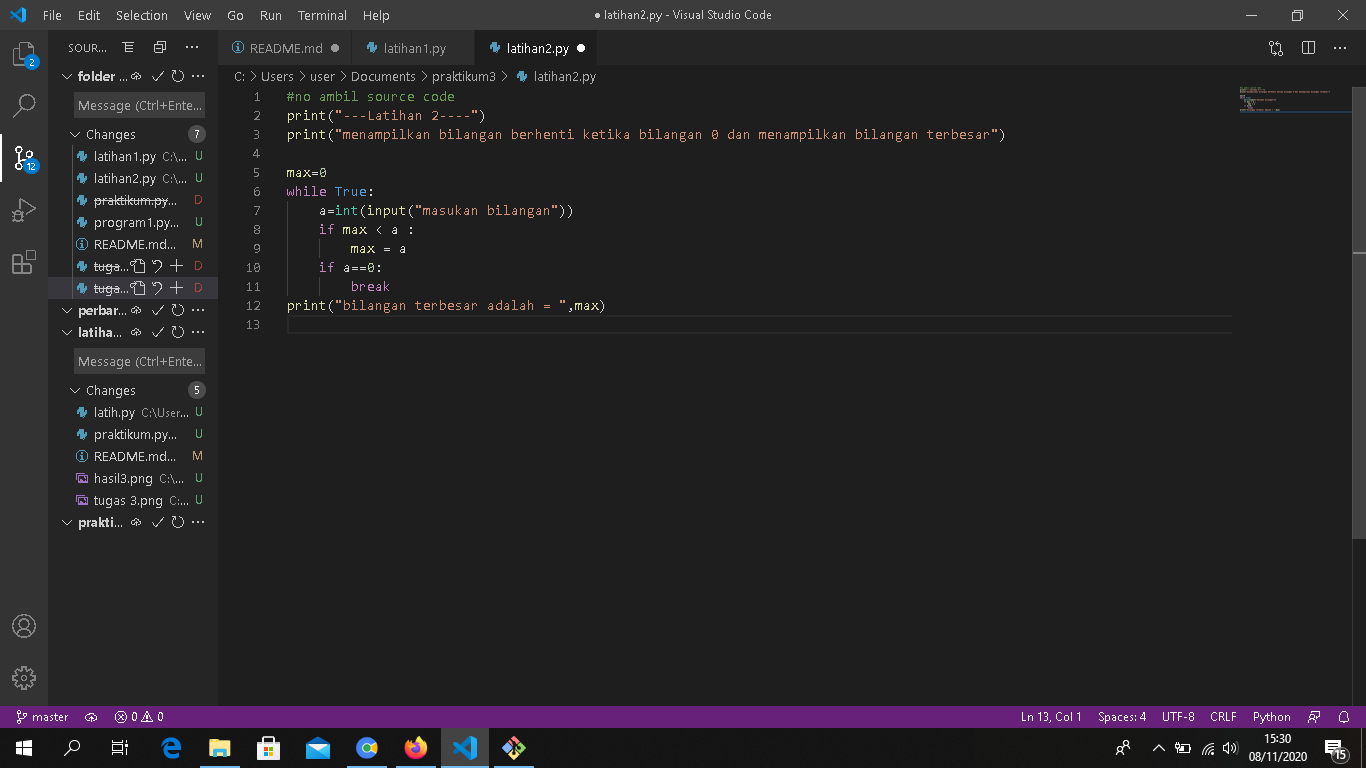 File Edit Selection View Go Run Terminal Help ● latihan2.py - Visual Studio Code
SOUR... README.md ● latihan1.py latihan2.py ●
folder ... C: > Users > user > Documents > praktikum3 > latihan2.py
Message (Ctrl+Ente...
Changes 7
latihan1.py C:\... U
latihan2.py C:\... U
praktikum.py... D
program1.py... U
README.md... M
tuga... D
tuga... D
perbar...
latiha...
Message (Ctrl+Ente...
Changes 5
latih.py C:\User... U
praktikum.py... U
README.md... M
hasil3.png C:\... U
tugas 3.png C:... U
prakti...
2
12
1 #no ambil source code
2 print("---Latihan 2----")
3 print("menampilkan bilangan berhenti ketika bilangan 0 dan menampilkan bilangan terbesar")
4
5 max=0
6 while True:
7 a=int(input("masukan bilangan"))
8 if max < a :
9 max = a
10 if a==0:
11 break
12 print("bilangan terbesar adalah = ",max)
13
master 0 0 Ln 13, Col 1 Spaces: 4 UTF-8 CRLF Python
15:30
08/11/2020
15